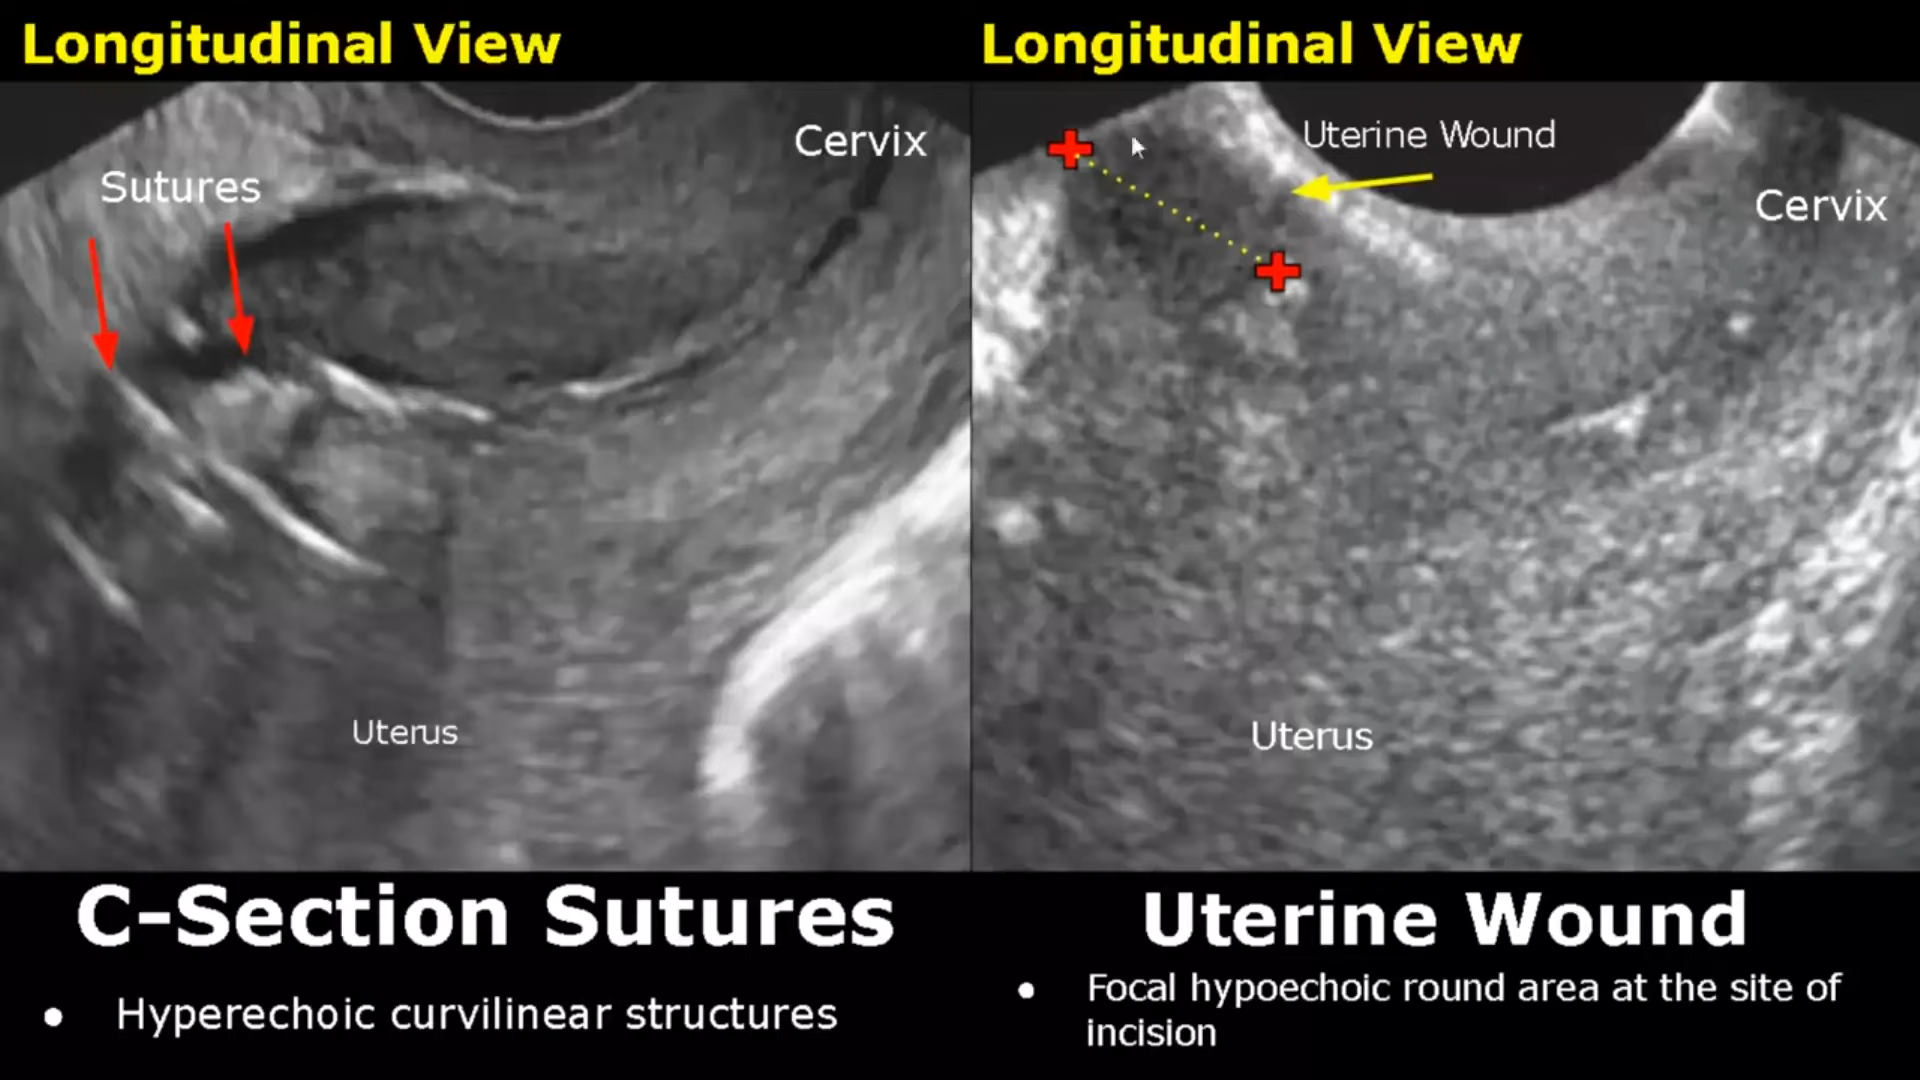 Longitudinal View
Sutures
Cervix
Uterus
C-Section Sutures
• Hyperechoic curvilinear structures
Longitudinal View
Uterine Wound
Cervix
Uterus
Uterine Wound
• Focal hypoechoic round area at the site of
incision